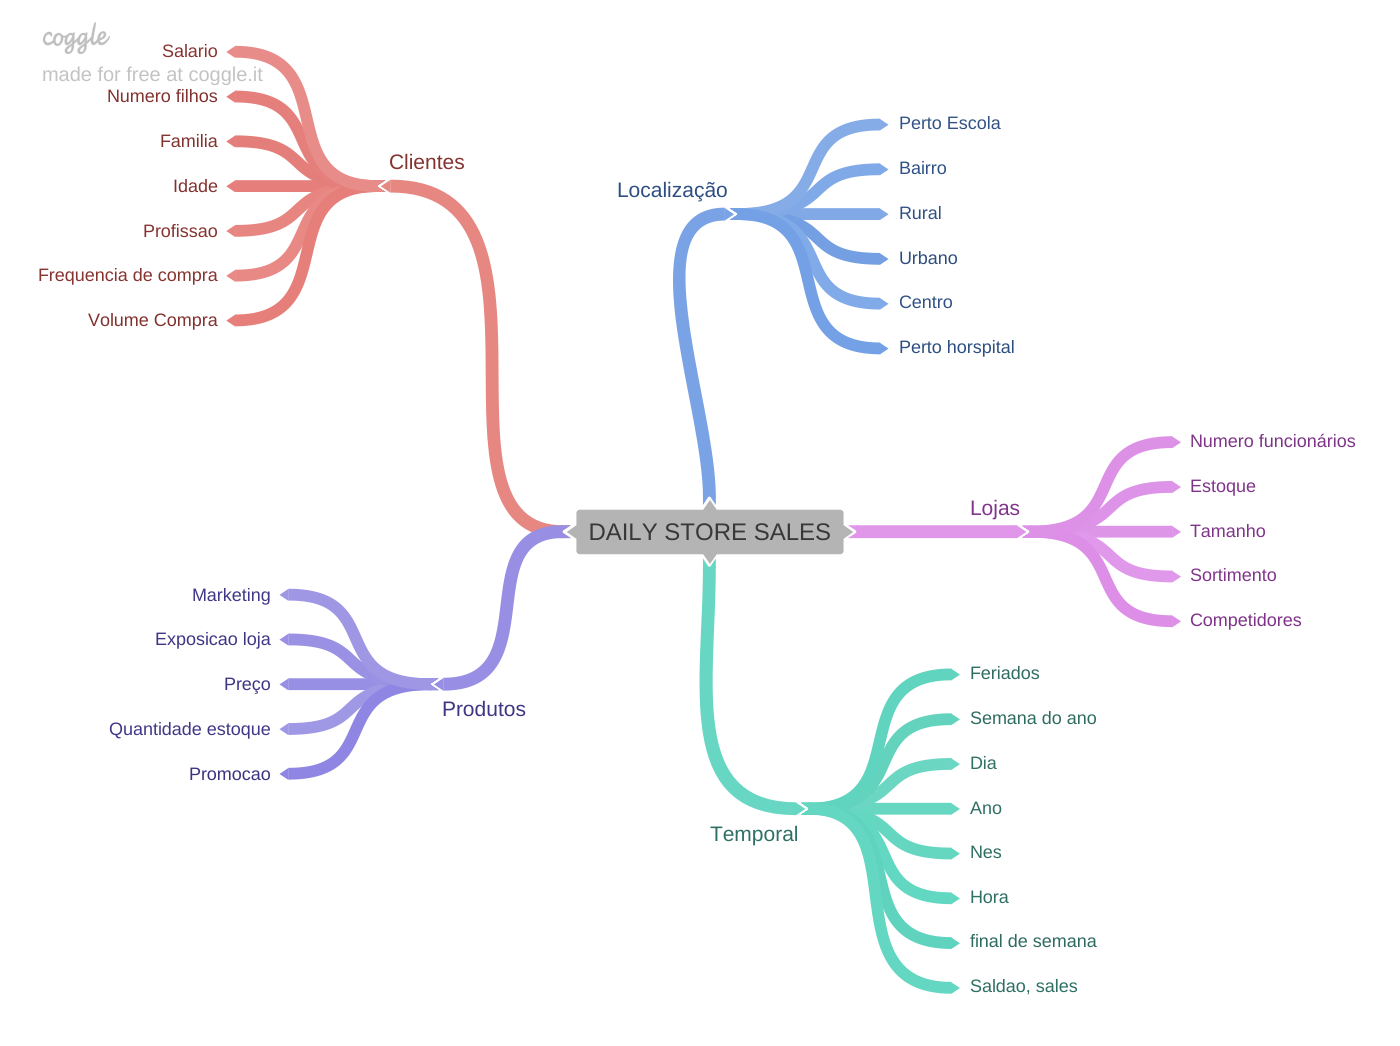 coggle
made for free at coggle.it
Clientes
Salario
Numero filhos
Familia
Idade
Profissao
Frequencia de compra
Volume Compra
Localização
Perto Escola
Bairro
Rural
Urbano
Centro
Perto horspital
DAILY STORE SALES
Lojas
Numero funcionários
Estoque
Tamanho
Sortimento
Competidores
Produtos
Marketing
Exposicao loja
Preço
Quantidade estoque
Promocao
Temporal
Feriados
Semana do ano
Dia
Ano
Nes
Hora
final de semana
Saldao, sales